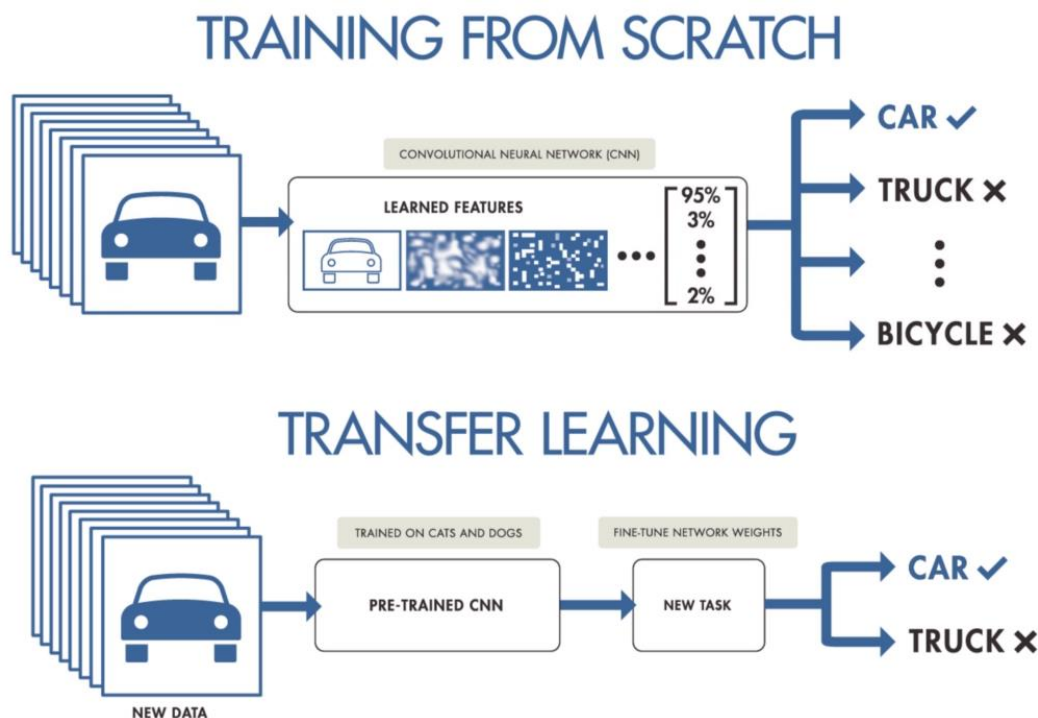 TRAINING FROM SCRATCH
CONVOLUTIONAL NEURAL NETWORK (CNN)
LEARNED FEATURES
95%
3%
2%
CAR ✓
TRUCK ✕
BICYCLE ✕
TRANSFER LEARNING
TRAINED ON CATS AND DOGS
FINE-TUNE NETWORK WEIGHTS
PRE-TRAINED CNN
NEW TASK
CAR ✓
TRUCK ✕
NEW DATA